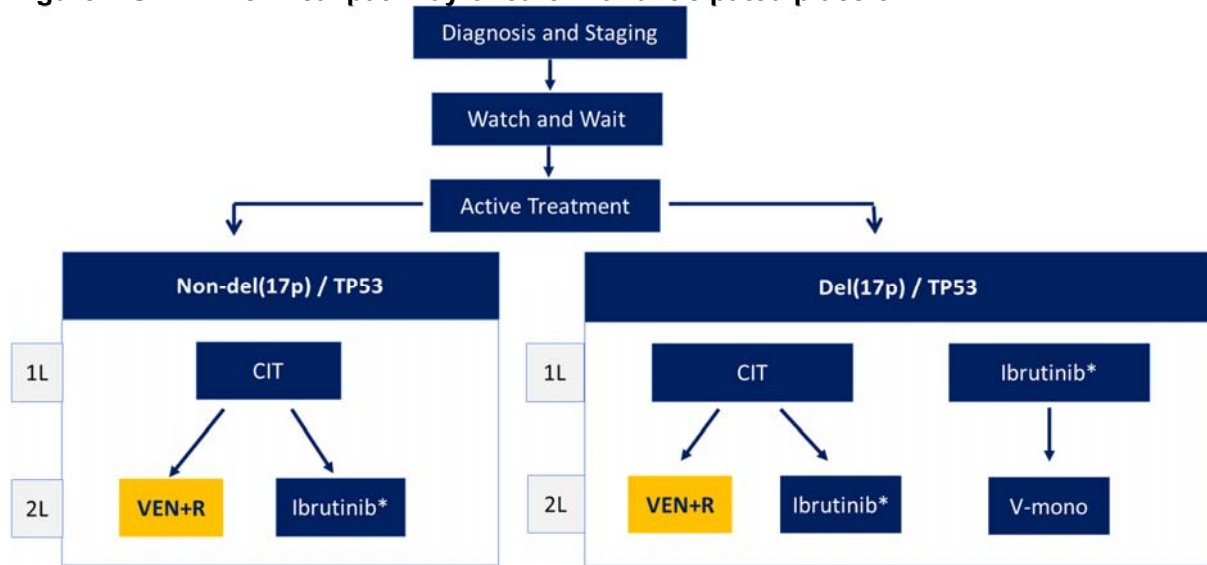 Diagnosis and Staging
Watch and Wait
Active Treatment
Non-del(17p) / TP53
Del(17p) / TP53
1L
CIT
1L
CIT
Ibrutinib*
2L
VEN+R
Ibrutinib*
2L
VEN+R
Ibrutinib*
V-mono